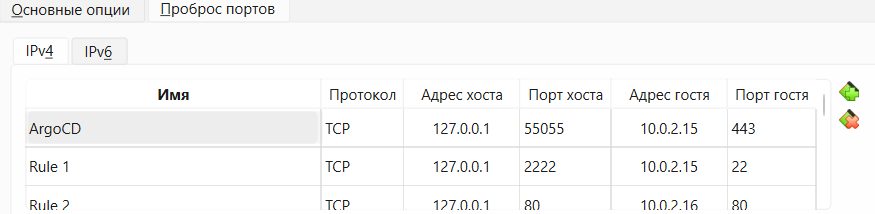 Основные опции Проброс портов
IPv4 IPv6
Имя Протокол Адрес хоста Порт хоста Адрес гостя Порт гостя
ArgoCD TCP 127.0.0.1 55055 10.0.2.15 443
Rule 1 TCP 127.0.0.1 2222 10.0.2.15 22
Rule 2 TCP 127.0.0.1 80 10.0.2.16 80